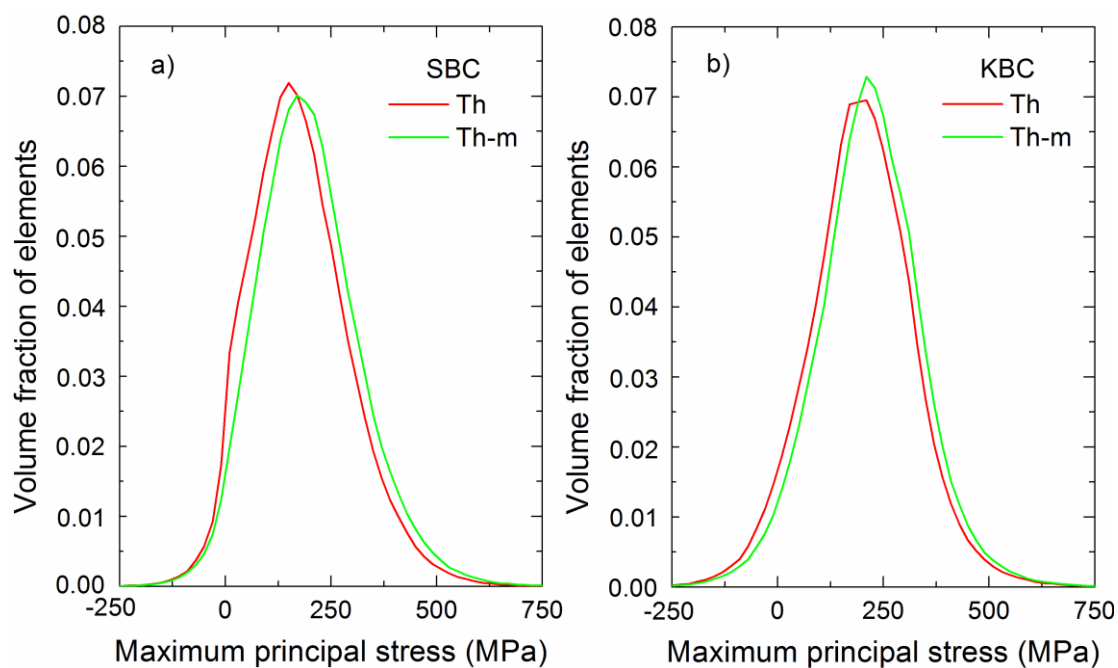 a)
SBC
Th
Th-m
0.08
0.07
0.06
0.05
0.04
0.03
0.02
0.01
0.00
Volume fraction of elements
-250 0 250 500 750
Maximum principal stress (MPa)
b)
KBC
Th
Th-m
0.08
0.07
0.06
0.05
0.04
0.03
0.02
0.01
0.00
Volume fraction of elements
-250 0 250 500 750
Maximum principal stress (MPa)